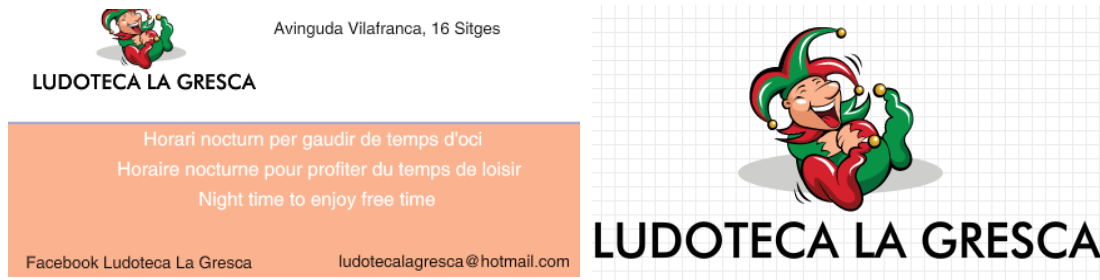 Avinguda Vilafranca, 16 Sitges
LUDOTECA LA GRESCA
Horari nocturn per gaudir de temps d'oci
Horaire nocturne pour profiter du temps de loisir
Night time to enjoy free time
Facebook Ludoteca La Gresca
ludotecalagresca@hotmail.com
LUDOTECA LA GRESCA